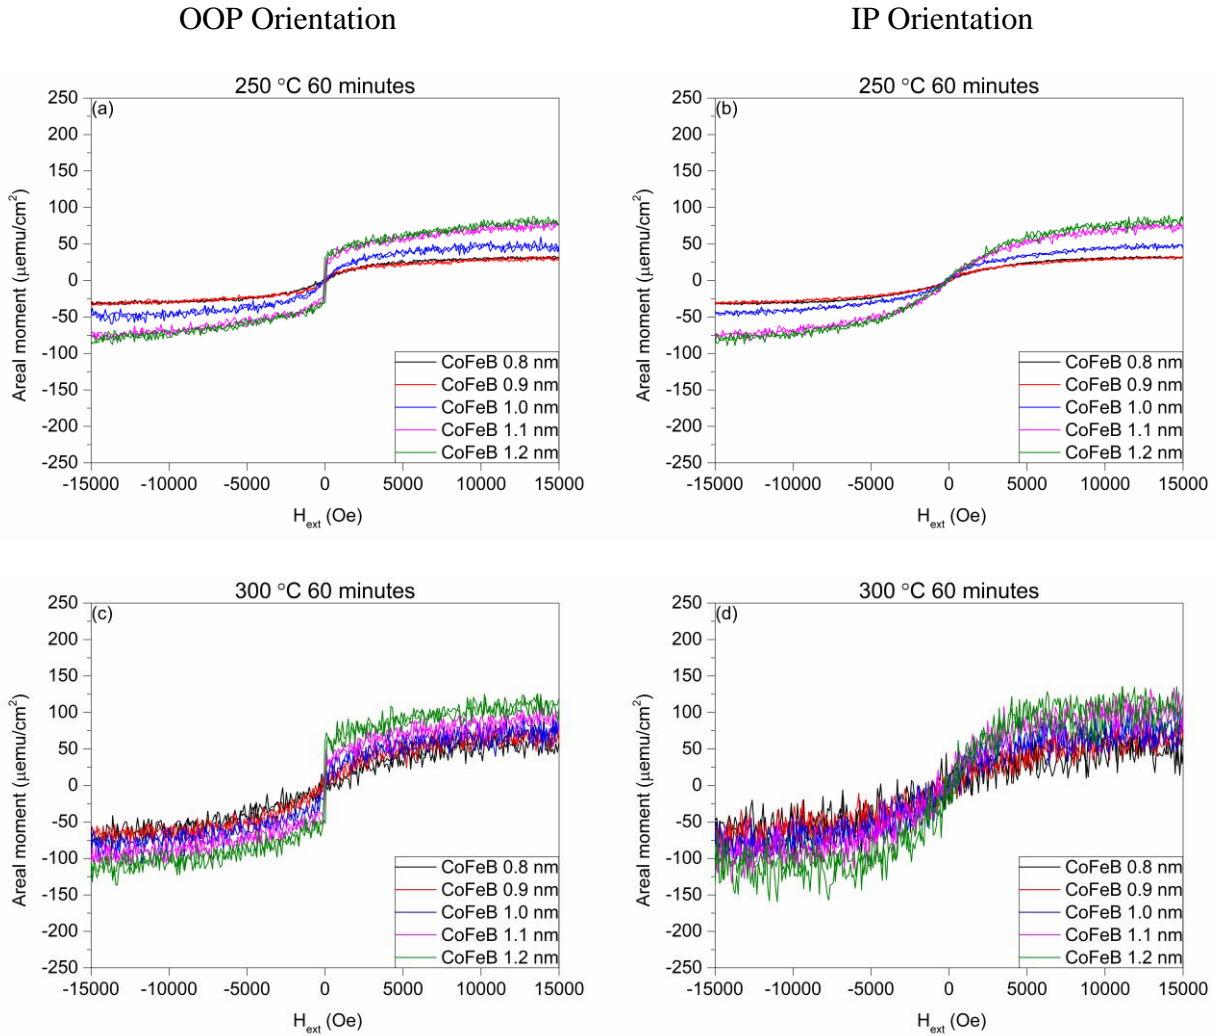 OOP Orientation
IP Orientation
250 °C 60 minutes
(a)
250
200
150
100
50
0
-50
-100
-150
-200
-250
Areal moment (μemu/cm²)
CoFeB 0.8 nm
CoFeB 0.9 nm
CoFeB 1.0 nm
CoFeB 1.1 nm
CoFeB 1.2 nm
-15000 -10000 -5000 0 5000 10000 15000
H_ext (Oe)
250 °C 60 minutes
(b)
250
200
150
100
50
0
-50
-100
-150
-200
-250
Areal moment (μemu/cm²)
CoFeB 0.8 nm
CoFeB 0.9 nm
CoFeB 1.0 nm
CoFeB 1.1 nm
CoFeB 1.2 nm
-15000 -10000 -5000 0 5000 10000 15000
H_ext (Oe)
300 °C 60 minutes
(c)
250
200
150
100
50
0
-50
-100
-150
-200
-250
Areal moment (μemu/cm²)
CoFeB 0.8 nm
CoFeB 0.9 nm
CoFeB 1.0 nm
CoFeB 1.1 nm
CoFeB 1.2 nm
-15000 -10000 -5000 0 5000 10000 15000
H_ext (Oe)
300 °C 60 minutes
(d)
250
200
150
100
50
0
-50
-100
-150
-200
-250
Areal moment (μemu/cm²)
CoFeB 0.8 nm
CoFeB 0.9 nm
CoFeB 1.0 nm
CoFeB 1.1 nm
CoFeB 1.2 nm
-15000 -10000 -5000 0 5000 10000 15000
H_ext (Oe)